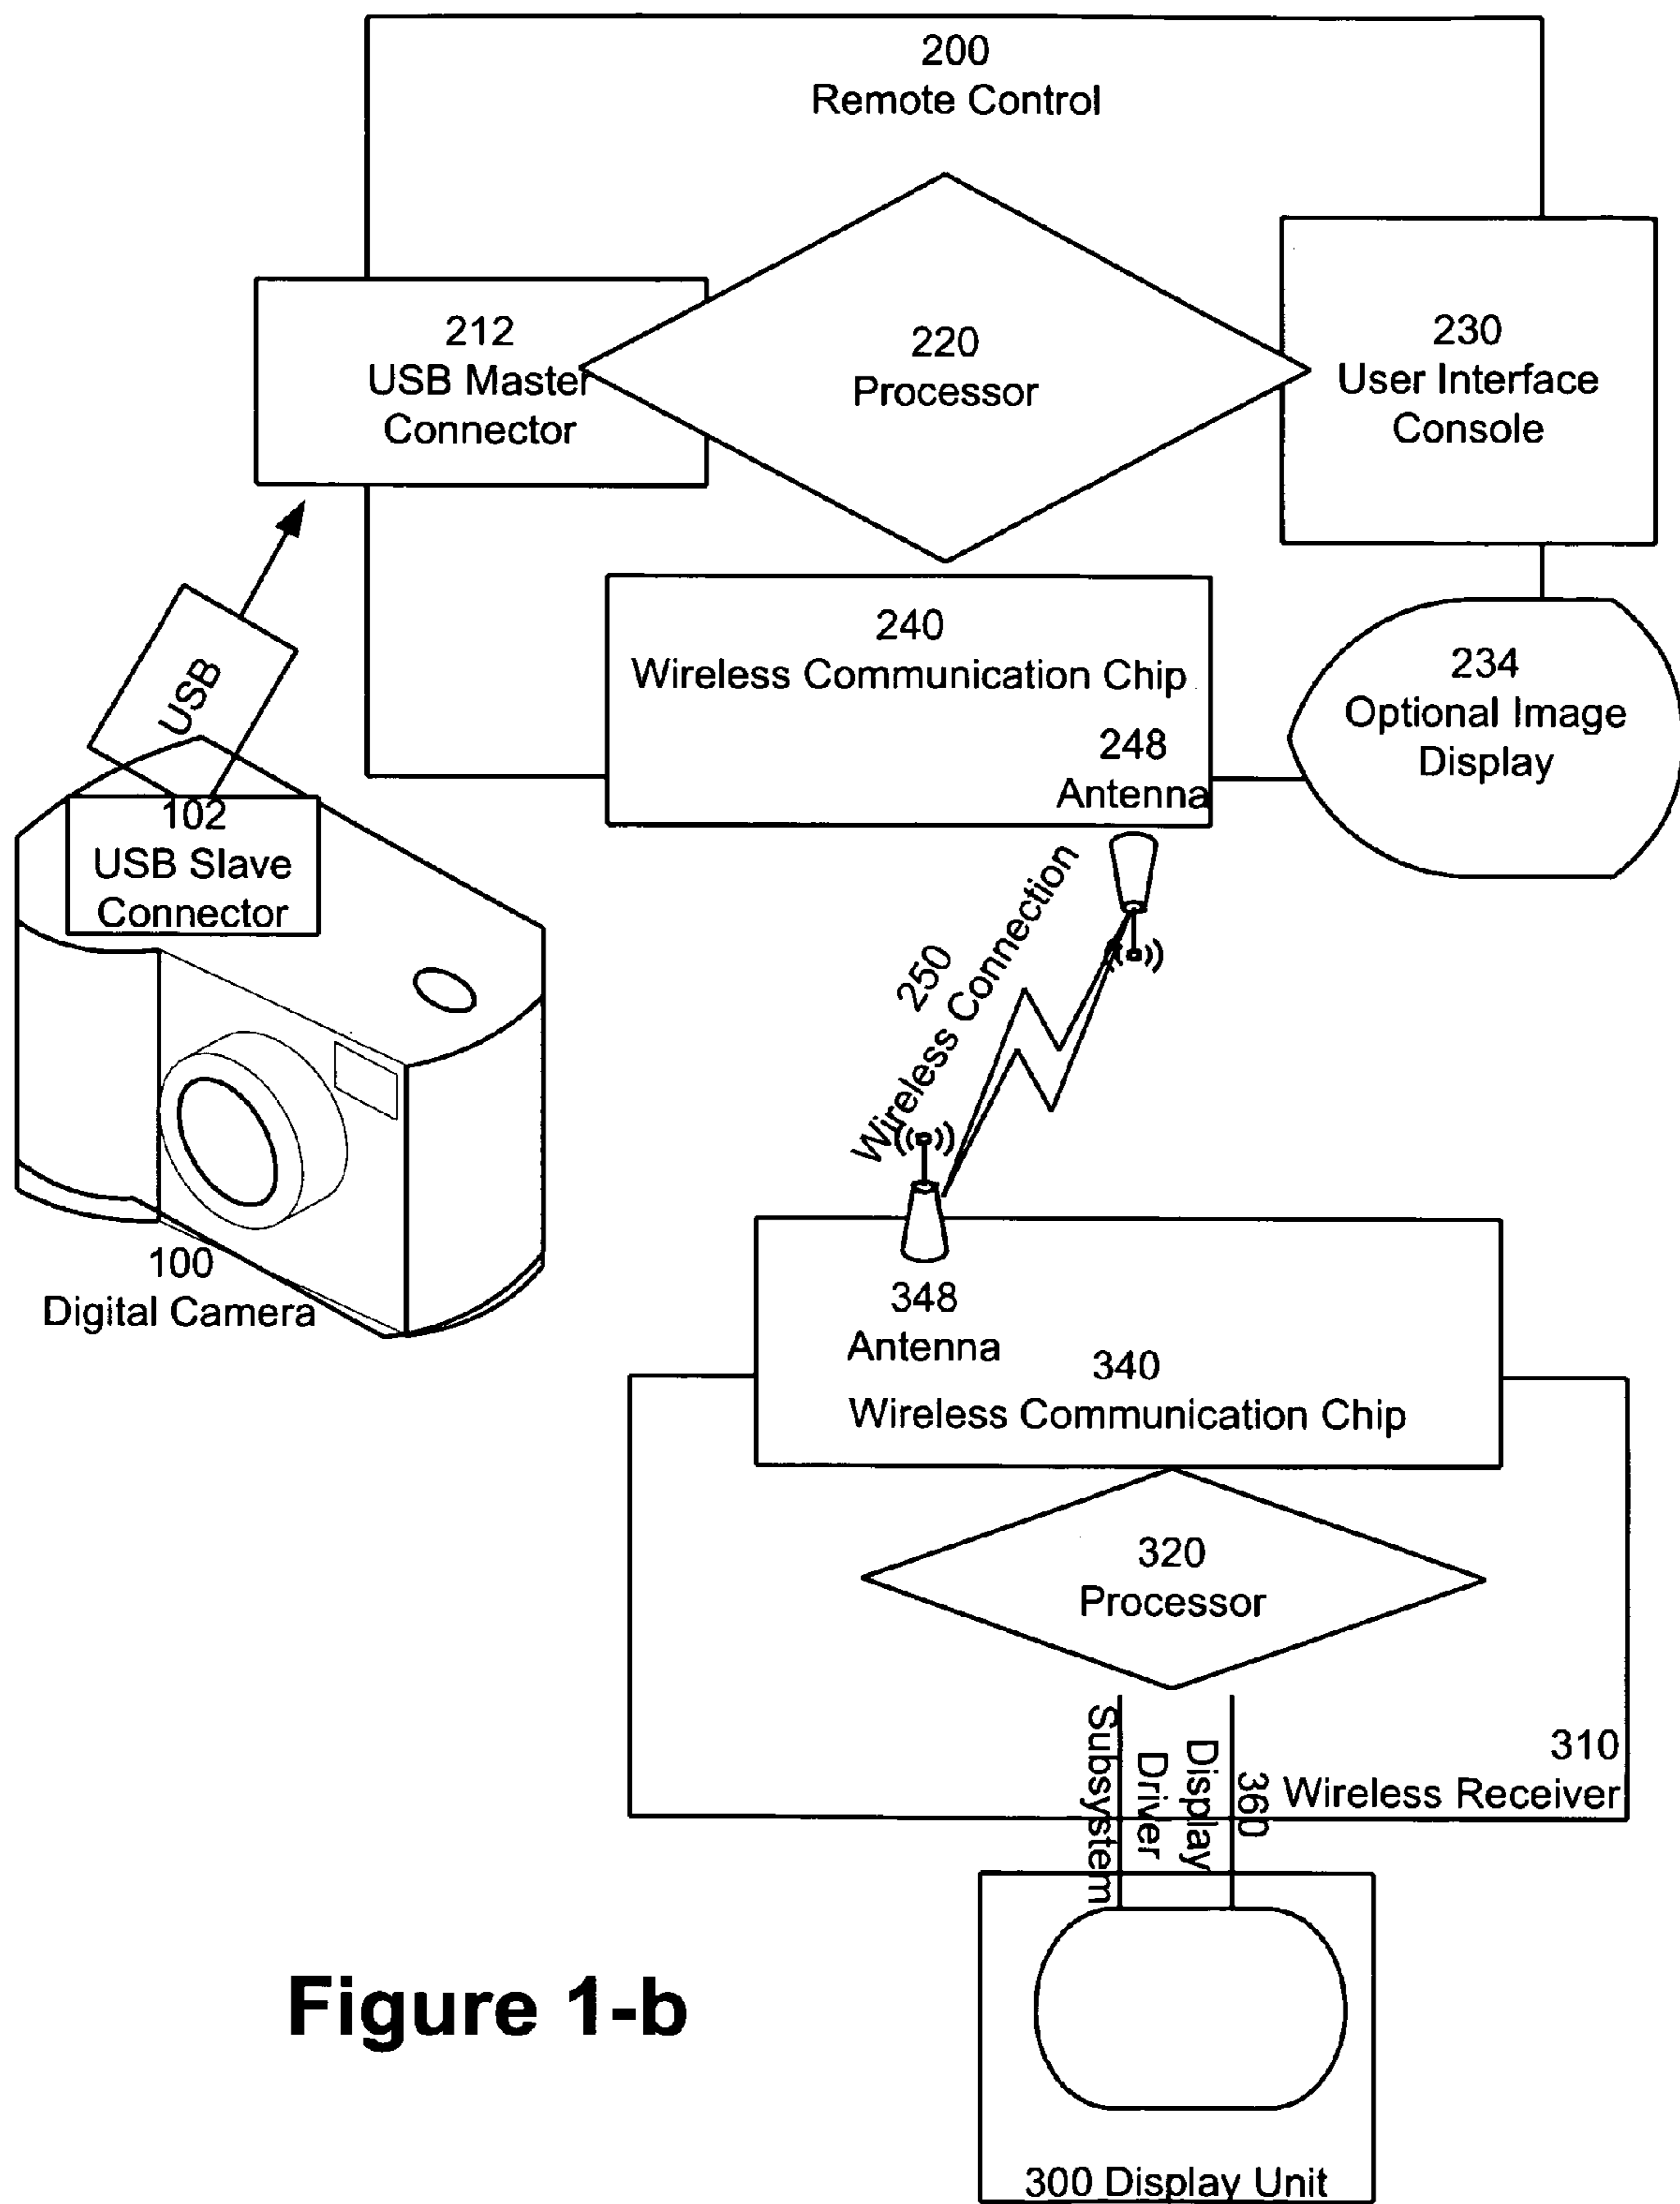 200
Remote Control
212
USB Master
Connector
220
Processor
230
User Interface
Console
240
Wireless Communication Chip
248
Antenna
234
Optional Image
Display
USB
102
USB Slave
Connector
100
Digital Camera
250
Wireless Connection
348
Antenna
340
Wireless Communication Chip
320
Processor
310
Wireless Receiver
360
Display
Driver
Subsystem
300 Display Unit
Figure 1-b